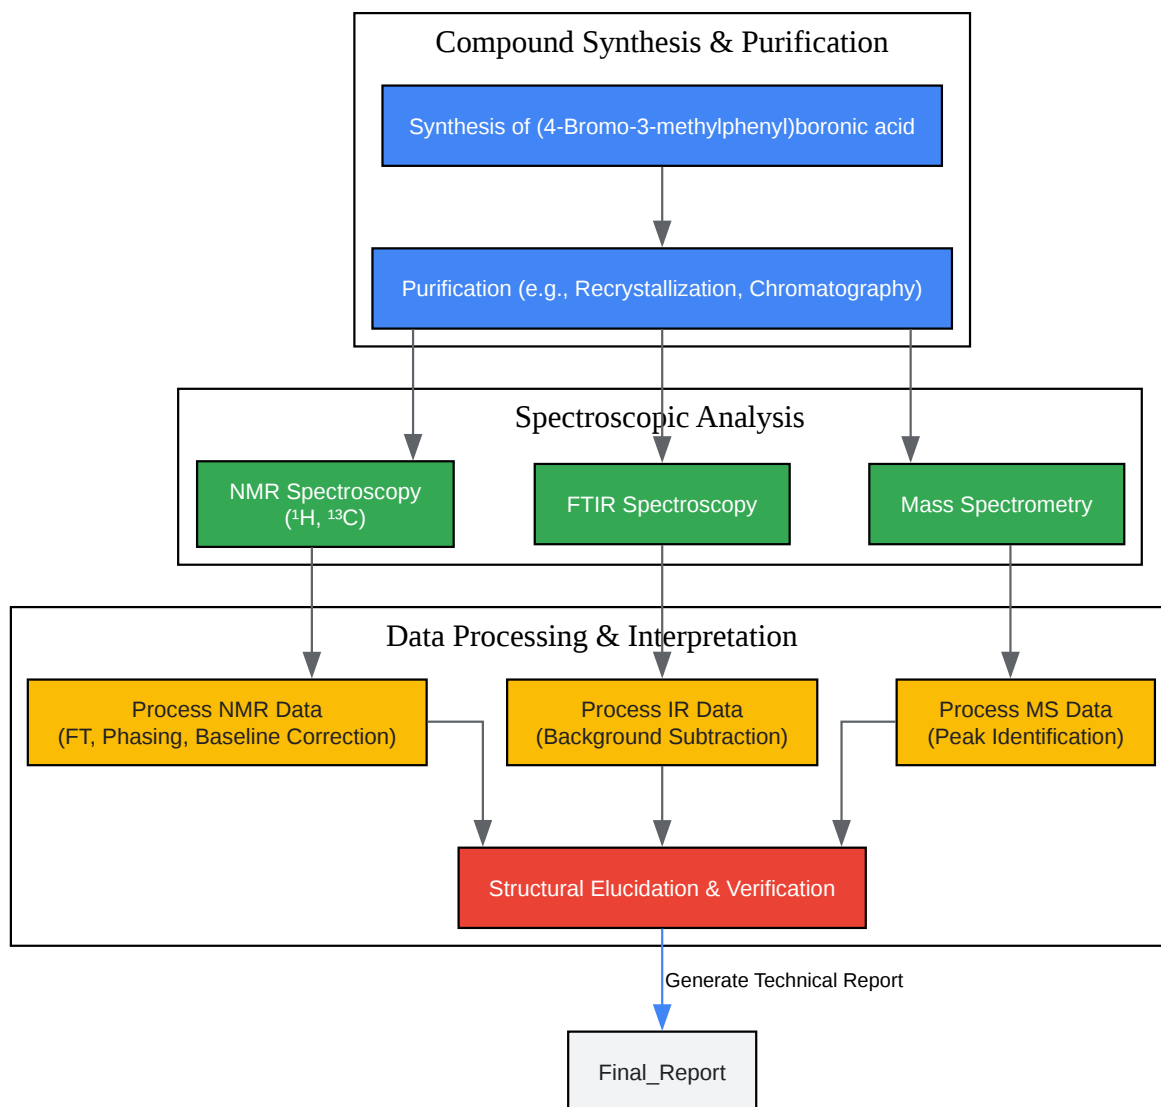 Compound Synthesis & Purification
Synthesis of (4-Bromo-3-methylphenyl)boronic acid
Purification (e.g., Recrystallization, Chromatography)
Spectroscopic Analysis
NMR Spectroscopy
(¹H, ¹³C)
FTIR Spectroscopy
Mass Spectrometry
Data Processing & Interpretation
Process NMR Data
(FT, Phasing, Baseline Correction)
Process IR Data
(Background Subtraction)
Process MS Data
(Peak Identification)
Structural Elucidation & Verification
Generate Technical Report
Final_Report